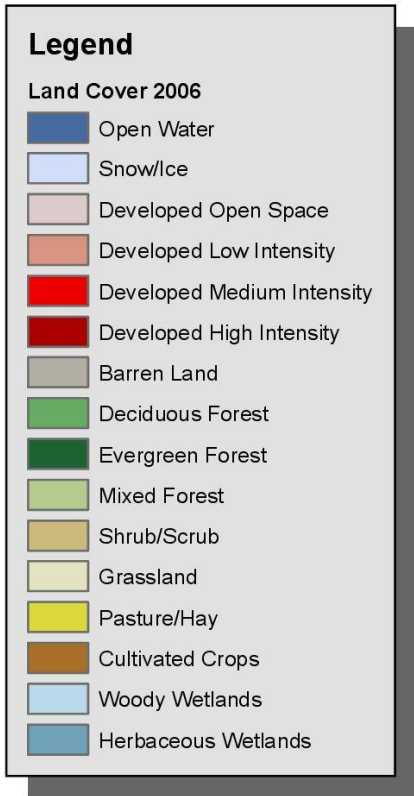 Legend
Land Cover 2006
Open Water
Snow/Ice
Developed Open Space
Developed Low Intensity
Developed Medium Intensity
Developed High Intensity
Barren Land
Deciduous Forest
Evergreen Forest
Mixed Forest
Shrub/Scrub
Grassland
Pasture/Hay
Cultivated Crops
Woody Wetlands
Herbaceous Wetlands